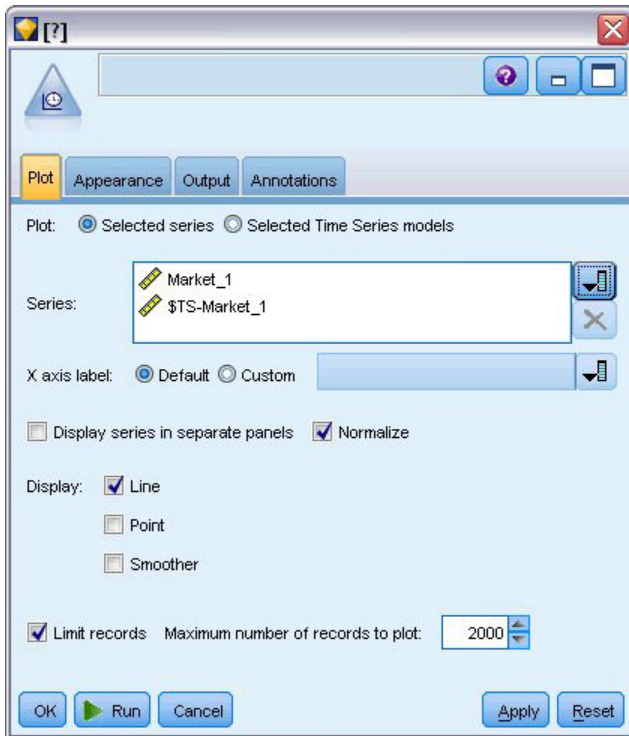 [?]
Plot Appearance Output Annotations
Plot: Selected series Selected Time Series models
Series:
Market_1
$TS-Market_1
X axis label: Default Custom
Display series in separate panels Normalize
Display: Line
Point
Smoother
Limit records Maximum number of records to plot: 2000
OK Run Cancel Apply Reset